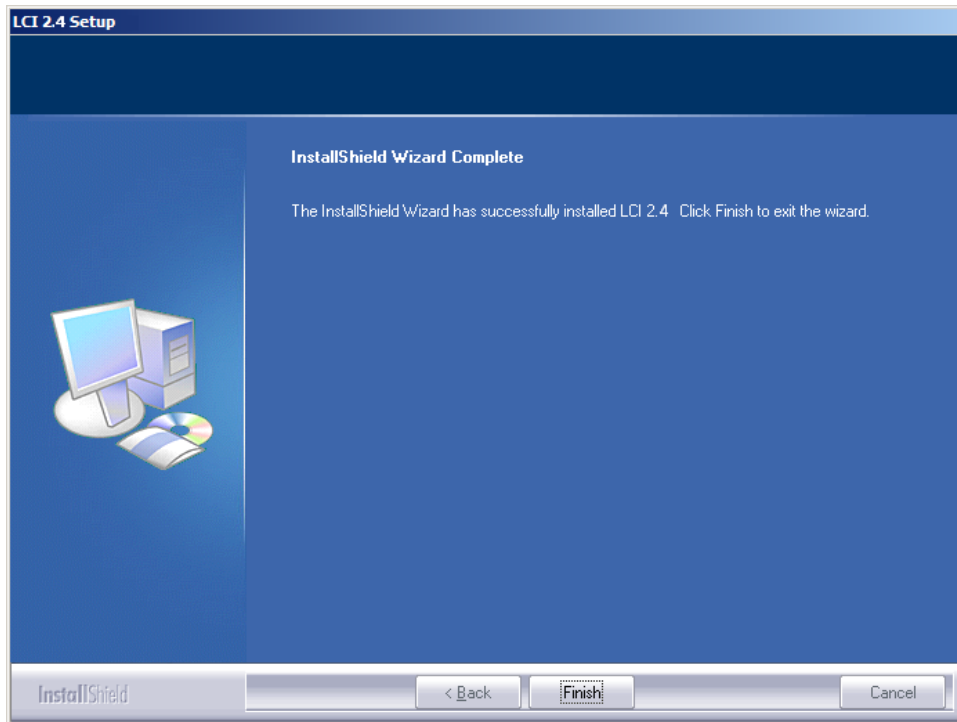 LCI 2.4 Setup
InstallShield Wizard Complete
The InstallShield Wizard has successfully installed LCI 2.4  Click Finish to exit the wizard.
InstallShield
< Back
Finish
Cancel